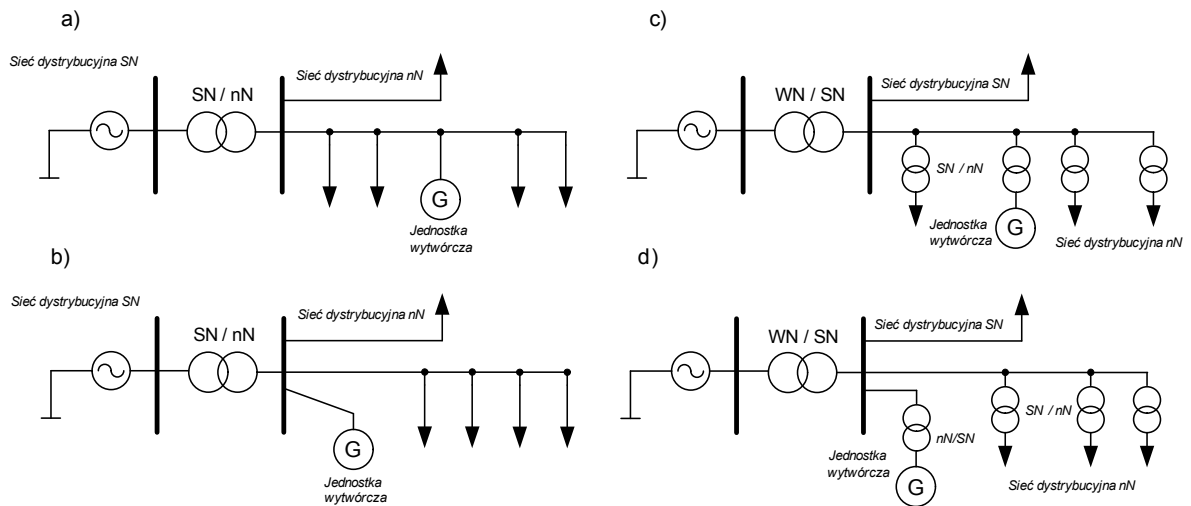 a)
Sieć dystrybucyjna SN
SN / nN
Sieć dystrybucyjna nN
G
Jednostka
wytwórcza
b)
Sieć dystrybucyjna SN
SN / nN
Sieć dystrybucyjna nN
G
Jednostka
wytwórcza
c)
WN / SN
Sieć dystrybucyjna SN
SN / nN
Jednostka
wytwórcza
G
Sieć dystrybucyjna nN
d)
WN / SN
Sieć dystrybucyjna SN
SN / nN
nN/SN
Jednostka
wytwórcza
G
Sieć dystrybucyjna nN